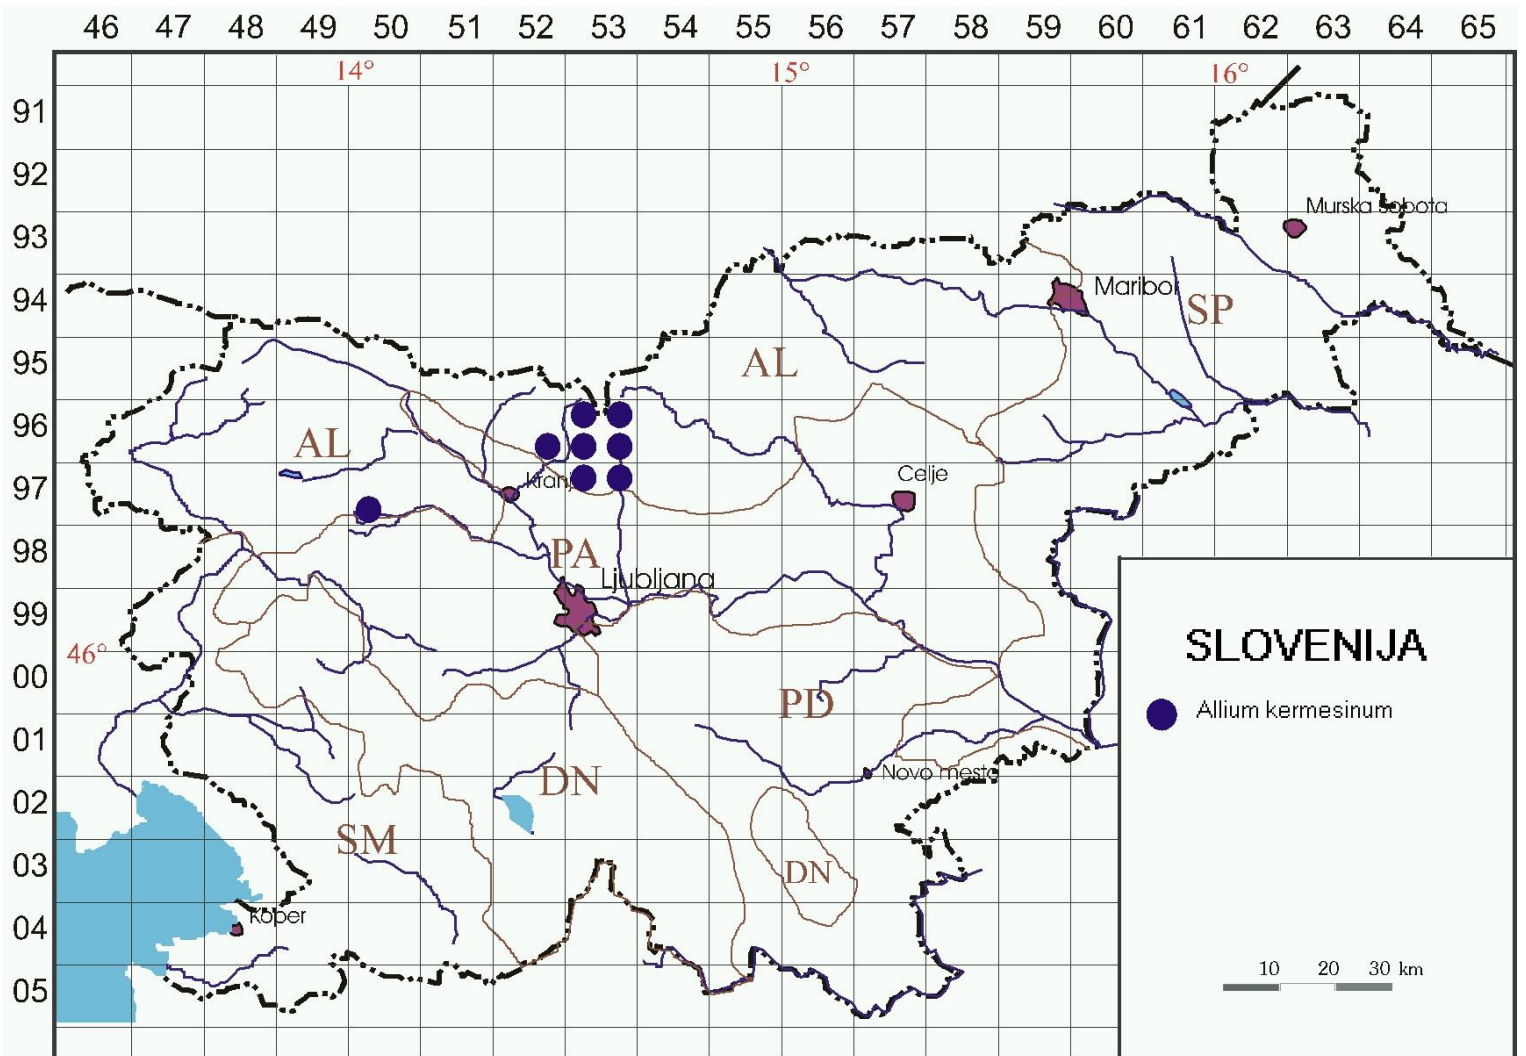 46 47 48 49 50 51 52 53 54 55 56 57 58 59 60 61 62 63 64 65
14° 15° 16°
91
92
Murska sobota
93
94
Maribor
SP
95
AL
96
AL
97
Kranj
Celje
98
PA
Ljubljana
99
46°
00
SLOVENIJA
PD
Allium kermesinum
01
Novo mesto
DN
02
SM
03
DN
04
Koper
05
10 20 30 km